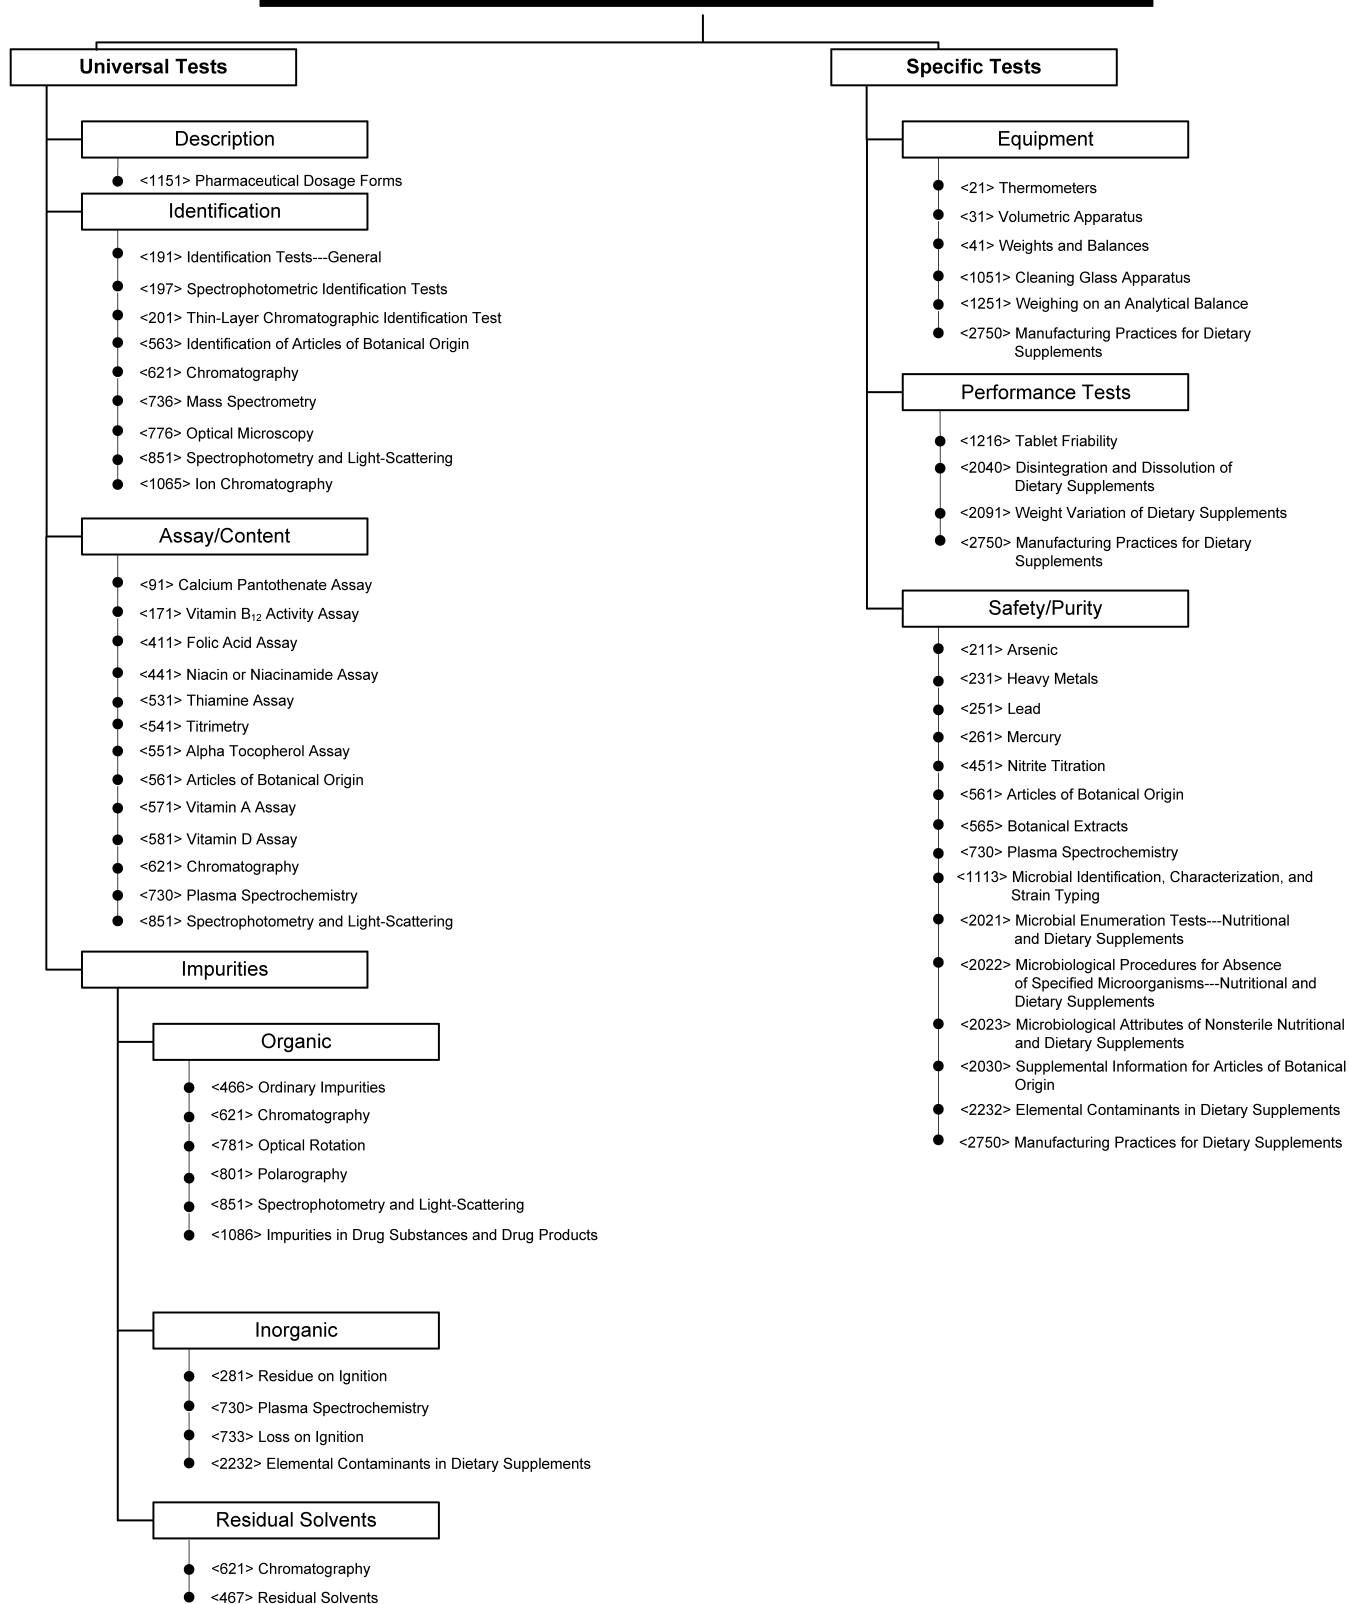 Universal Tests
Description
<1151> Pharmaceutical Dosage Forms
Identification
<191> Identification Tests---General
<197> Spectrophotometric Identification Tests
<201> Thin-Layer Chromatographic Identification Test
<563> Identification of Articles of Botanical Origin
<621> Chromatography
<736> Mass Spectrometry
<776> Optical Microscopy
<851> Spectrophotometry and Light-Scattering
<1065> Ion Chromatography
Assay/Content
<91> Calcium Pantothenate Assay
<171> Vitamin B12 Activity Assay
<411> Folic Acid Assay
<441> Niacin or Niacinamide Assay
<531> Thiamine Assay
<541> Titrimetry
<551> Alpha Tocopherol Assay
<561> Articles of Botanical Origin
<571> Vitamin A Assay
<581> Vitamin D Assay
<621> Chromatography
<730> Plasma Spectrochemistry
<851> Spectrophotometry and Light-Scattering
Impurities
Organic
<466> Ordinary Impurities
<621> Chromatography
<781> Optical Rotation
<801> Polarography
<851> Spectrophotometry and Light-Scattering
<1086> Impurities in Drug Substances and Drug Products
Inorganic
<281> Residue on Ignition
<730> Plasma Spectrochemistry
<733> Loss on Ignition
<2232> Elemental Contaminants in Dietary Supplements
Residual Solvents
<621> Chromatography
<467> Residual Solvents
Specific Tests
Equipment
<21> Thermometers
<31> Volumetric Apparatus
<41> Weights and Balances
<1051> Cleaning Glass Apparatus
<1251> Weighing on an Analytical Balance
<2750> Manufacturing Practices for Dietary
Supplements
Performance Tests
<1216> Tablet Friability
<2040> Disintegration and Dissolution of
Dietary Supplements
<2091> Weight Variation of Dietary Supplements
<2750> Manufacturing Practices for Dietary
Supplements
Safety/Purity
<211> Arsenic
<231> Heavy Metals
<251> Lead
<261> Mercury
<451> Nitrite Titration
<561> Articles of Botanical Origin
<565> Botanical Extracts
<730> Plasma Spectrochemistry
<1113> Microbial Identification, Characterization, and
Strain Typing
<2021> Microbial Enumeration Tests---Nutritional
and Dietary Supplements
<2022> Microbiological Procedures for Absence
of Specified Microorganisms---Nutritional and
Dietary Supplements
<2023> Microbiological Attributes of Nonsterile Nutritional
and Dietary Supplements
<2030> Supplemental Information for Articles of Botanical
Origin
<2232> Elemental Contaminants in Dietary Supplements
<2750> Manufacturing Practices for Dietary Supplements